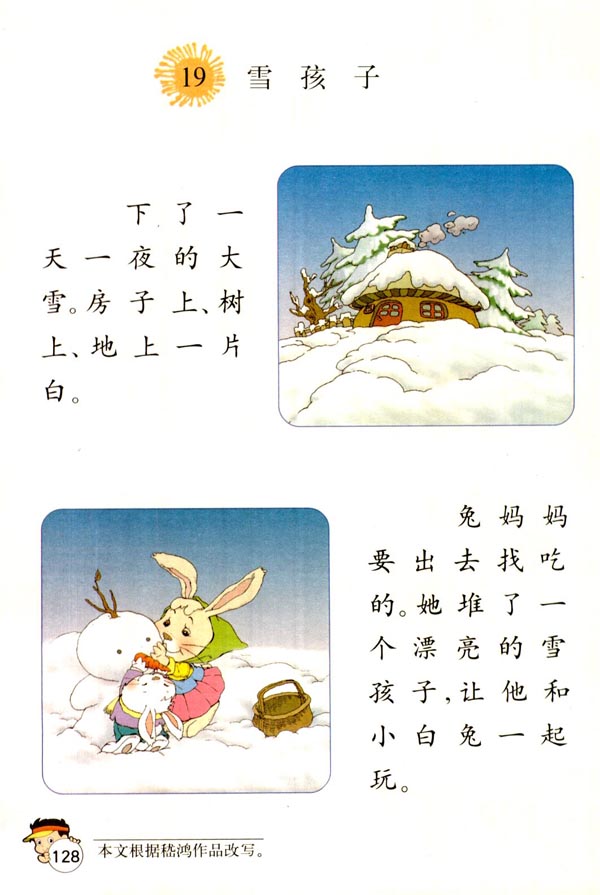 19 雪孩子
下了一
天一夜的大
雪。房子上、树
上、地上一片
白。
兔妈妈
要出去找吃
的。她堆了一
个漂亮的雪
孩子,让他和
小白兔一起
玩。
128 本文根据嵇鸿作品改写。